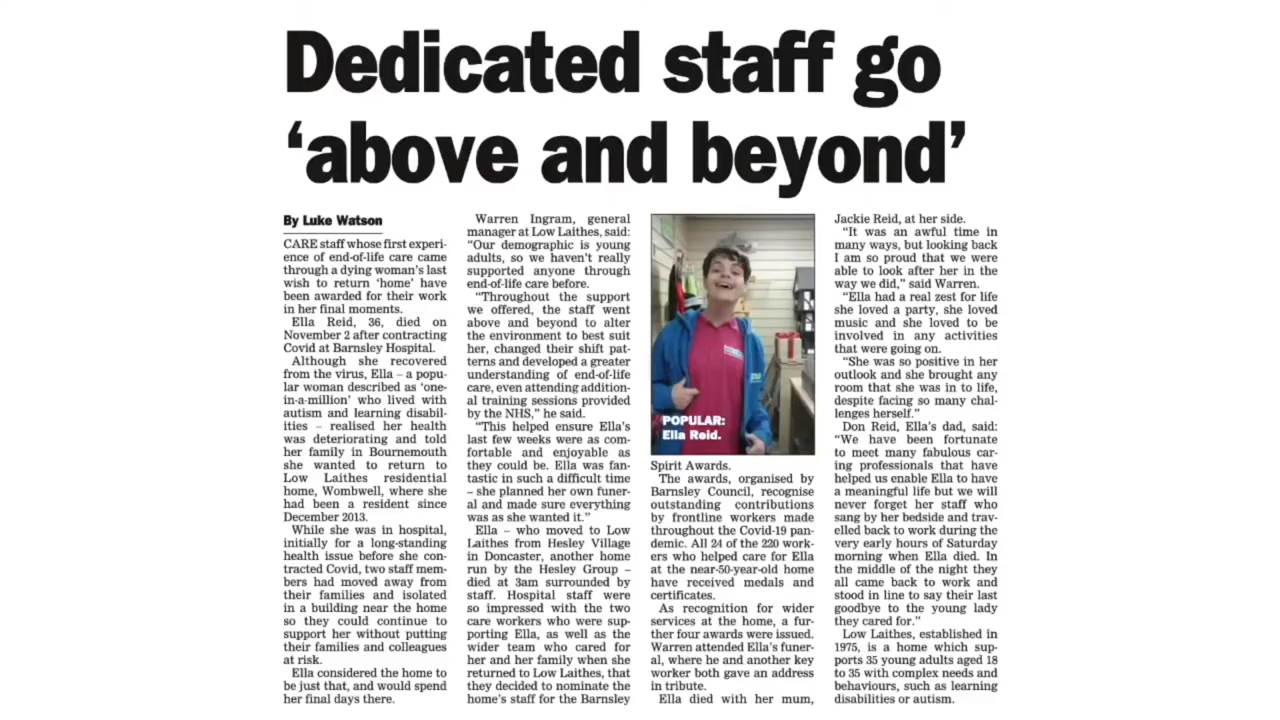 Dedicated staff go
‘above and beyond’
By Luke Watson
CARE staff whose first experi-
ence of end-of-life care came
through a dying woman's last
wish to return ‘home’ have
been awarded for their work
in her final moments.
Ella Reid, 36, died on
November 2 after contracting
Covid at Barnsley Hospital.
Although she recovered
from the virus, Ella – a popu-
lar woman described as ‘one-
in-a-million’ who lived with
autism and learning disabil-
ities – realised her health
was deteriorating and told
her family in Bournemouth
she wanted to return to
Low Laithes residential
home, Wombwell, where she
had been a resident since
December 2013.
While she was in hospital,
initially for a long-standing
health issue before she con-
tracted Covid, two staff mem-
bers had moved away from
their families and isolated
in a building near the home
so they could continue to
support her without putting
their families and colleagues
at risk.
Ella considered the home to
be just that, and would spend
her final days there.
Warren Ingram, general
manager at Low Laithes, said:
“Our demographic is young
adults, so we haven't really
supported anyone through
end-of-life care before.
“Throughout the support
we offered, the staff went
above and beyond to alter
the environment to best suit
her, changed their shift pat-
terns and developed a greater
understanding of end-of-life
care, even attending addition-
al training sessions provided
by the NHS,” he said.
“This helped ensure Ella's
last few weeks were as com-
fortable and enjoyable as
they could be. Ella was fan-
tastic in such a difficult time
– she planned her own funer-
al and made sure everything
was as she wanted it.”
Ella – who moved to Low
Laithes from Hesley Village
in Doncaster, another home
run by the Hesley Group –
died at 3am surrounded by
staff. Hospital staff were
so impressed with the two
care workers who were sup-
porting Ella, as well as the
wider team who cared for
her and her family when she
returned to Low Laithes, that
they decided to nominate the
home's staff for the Barnsley
POPULAR:
Ella Reid.
Spirit Awards.
The awards, organised by
Barnsley Council, recognise
outstanding contributions
by frontline workers made
throughout the Covid-19 pan-
demic. All 24 of the 220 work-
ers who helped care for Ella
at the near-50-year-old home
have received medals and
certificates.
As recognition for wider
services at the home, a fur-
ther four awards were issued.
Warren attended Ella's funer-
al, where he and another key
worker both gave an address
in tribute.
Ella died with her mum,
Jackie Reid, at her side.
“It was an awful time in
many ways, but looking back
I am so proud that we were
able to look after her in the
way we did,” said Warren.
“Ella had a real zest for life
she loved a party, she loved
music and she loved to be
involved in any activities
that were going on.
“She was so positive in her
outlook and she brought any
room that she was in to life,
despite facing so many chal-
lenges herself.”
Don Reid, Ella's dad, said:
“We have been fortunate
to meet many fabulous car-
ing professionals that have
helped us enable Ella to have
a meaningful life but we will
never forget her staff who
sang by her bedside and trav-
elled back to work during the
very early hours of Saturday
morning when Ella died. In
the middle of the night they
all came back to work and
stood in line to say their last
goodbye to the young lady
they cared for.”
Low Laithes, established in
1975, is a home which sup-
ports 35 young adults aged 18
to 35 with complex needs and
behaviours, such as learning
disabilities or autism.